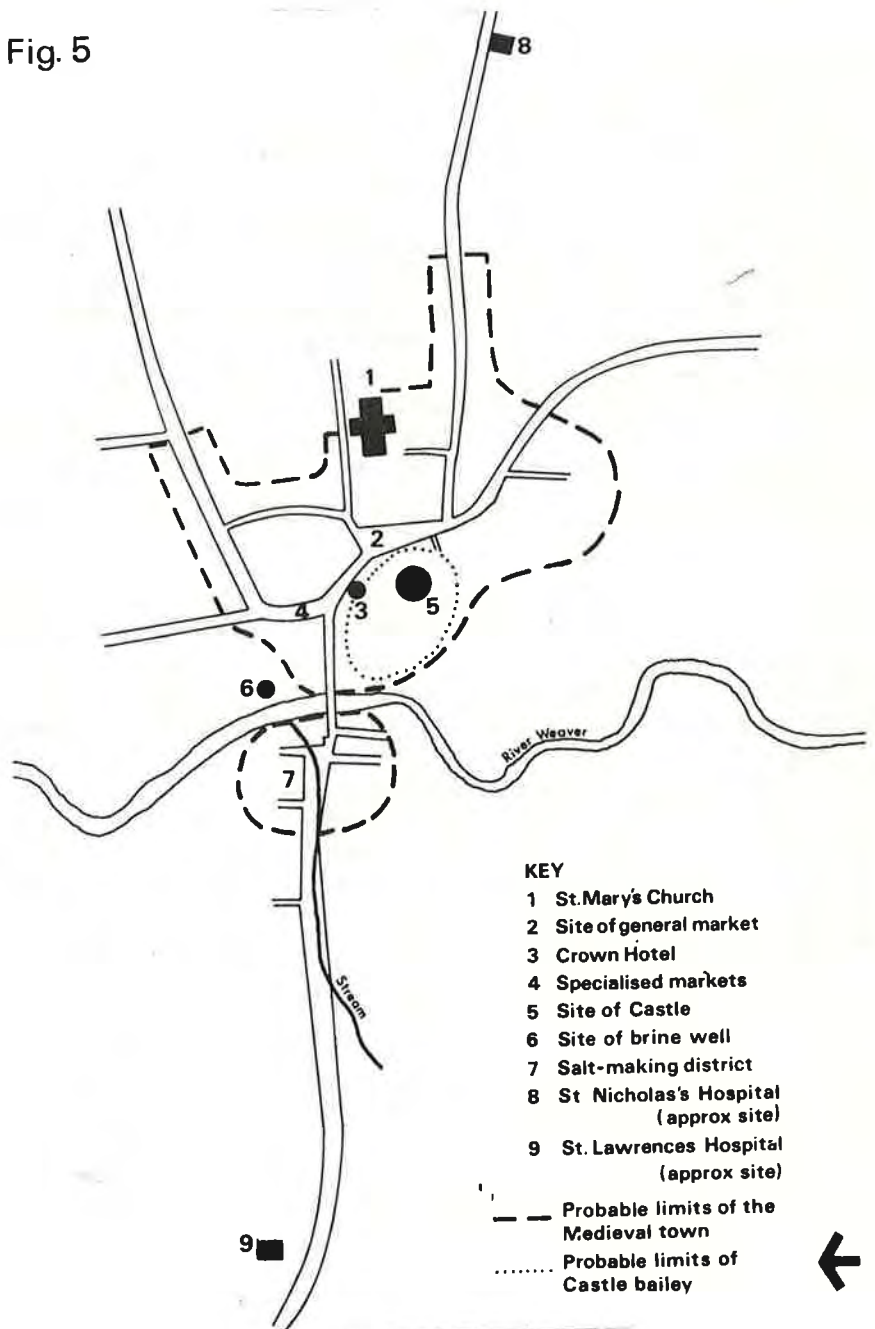 Fig. 5
8
1
2
3
5
4
6
River Weaver
7
Stream
9
KEY
1 St.Mary's Church
2 Site of general market
3 Crown Hotel
4 Specialised markets
5 Site of Castle
6 Site of brine well
7 Salt-making district
8 St Nicholas's Hospital
(approx site)
9 St. Lawrences Hospital
(approx site)
Probable limits of the
Medieval town
Probable limits of
Castle bailey